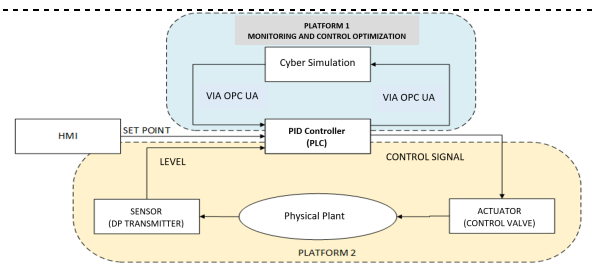 PLATFORM 1
MONITORING AND CONTROL OPTIMIZATION
Cyber Simulation
VIA OPC UA
VIA OPC UA
HMI
SET POINT
PID Controller
(PLC)
LEVEL
CONTROL SIGNAL
SENSOR
(DP TRANSMITTER)
Physical Plant
ACTUATOR
(CONTROL VALVE)
PLATFORM 2